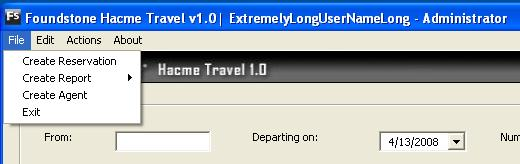 FS Foundstone Hacme Travel v1.0| ExtremelyLongUserNameLong - Administrator
File Edit Actions About
Create Reservation
Create Report
Create Agent
Exit
Hacme Travel 1.0
From: Departing on: 4/13/2008